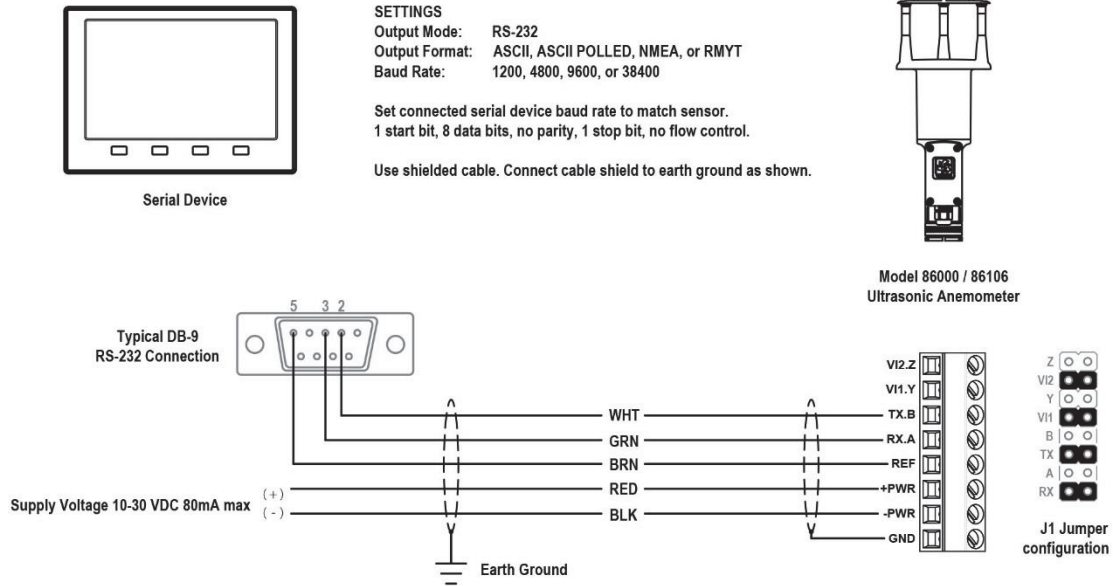 SETTINGS
Output Mode: RS-232
Output Format: ASCII, ASCII POLLED, NMEA, or RMYT
Baud Rate: 1200, 4800, 9600, or 38400
Set connected serial device baud rate to match sensor.
1 start bit, 8 data bits, no parity, 1 stop bit, no flow control.
Use shielded cable. Connect cable shield to earth ground as shown.
Serial Device
Model 86000 / 86106
Ultrasonic Anemometer
Typical DB-9
RS-232 Connection
5 3 2
WHT
GRN
BRN
RED
BLK
Supply Voltage 10-30 VDC 80mA max
(+)
(-)
Earth Ground
VI2.Z
VI1.Y
TX.B
RX.A
REF
+PWR
-PWR
GND
Z
VI2
Y
VI1
B
TX
A
RX
J1 Jumper
configuration